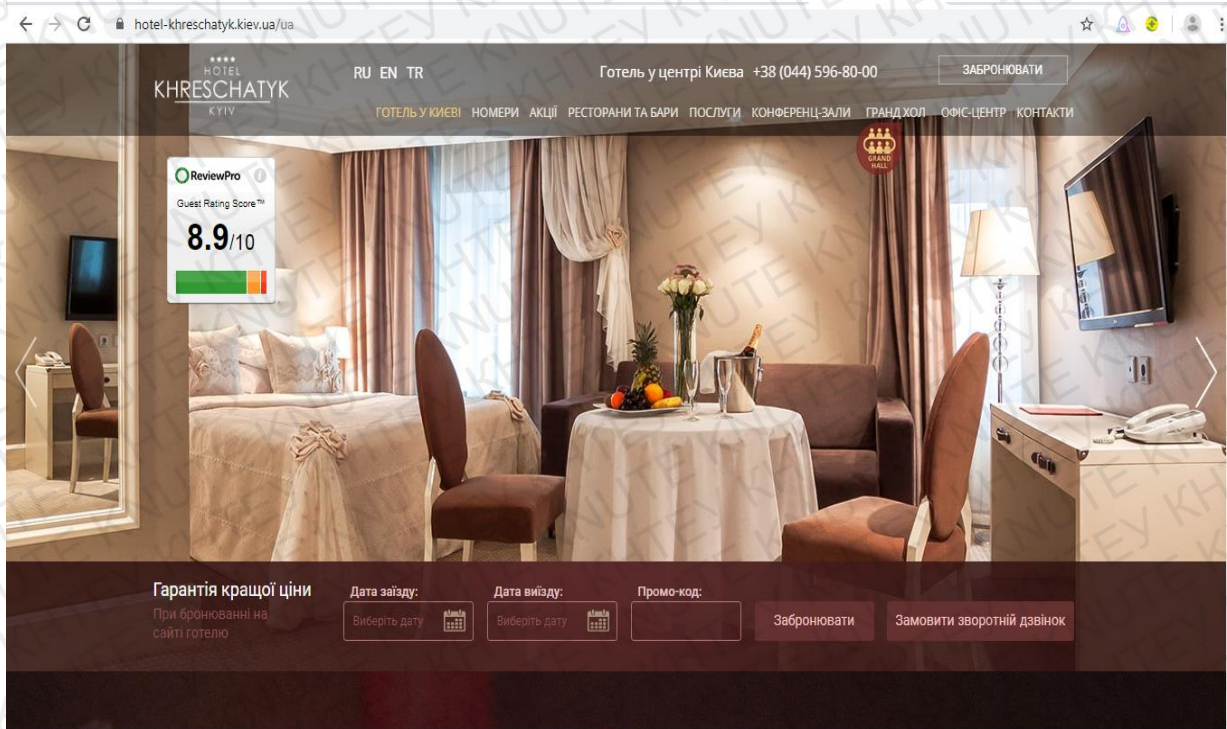 hotel-khreschatyk.kiev.ua/ua
HOTEL
KHRESCHATYK
KYIV
RU EN TR
Готель у центрі Києва +38 (044) 596-80-00
ЗАБРОНЮВАТИ
ГОТЕЛЬ У КИЄВІ НОМЕРИ АКЦІЇ РЕСТОРАНИ ТА БАРИ ПОСЛУГИ КОНФЕРЕНЦ-ЗАЛИ ГРАНД ХОЛ ОФІС-ЦЕНТР КОНТАКТИ
GRAND
HALL
ReviewPro
Guest Rating Score™
8.9/10
Гарантія кращої ціни
При бронюванні на
сайті готелю
Дата заїзду:
Виберіть дату
Дата виїзду:
Виберіть дату
Промо-код:
Забронювати
Замовити зворотній дзвінок